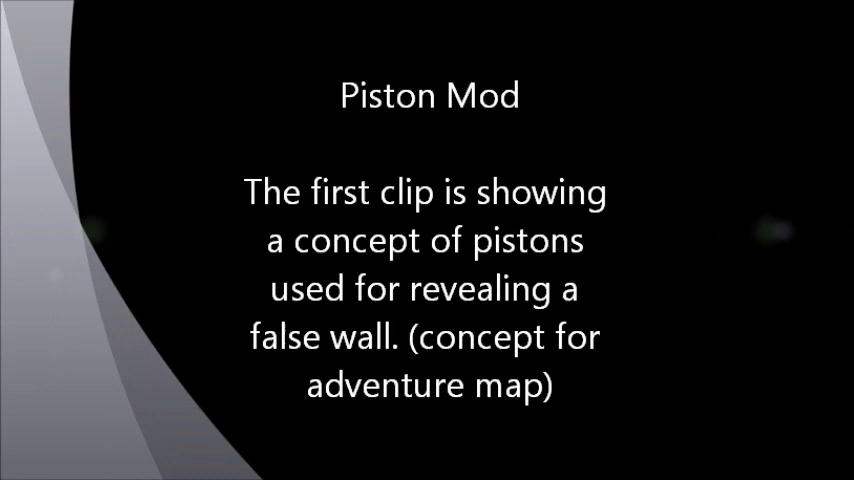 Piston Mod
The first clip is showing
a concept of pistons
used for revealing a
false wall. (concept for
adventure map)